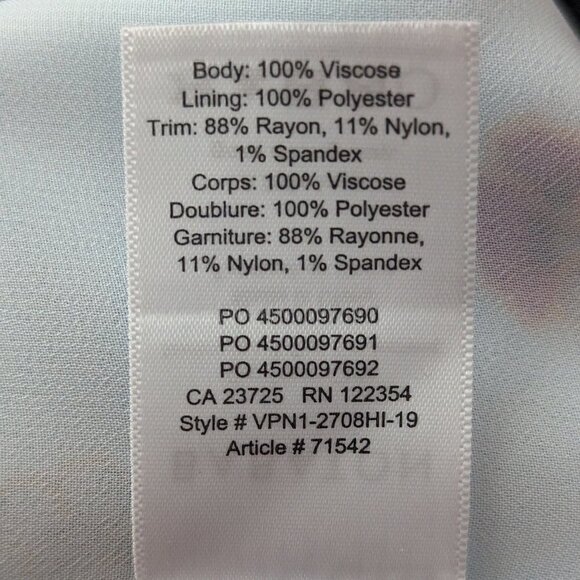 Body: 100% Viscose
Lining: 100% Polyester
Trim: 88% Rayon, 11% Nylon,
1% Spandex
Corps: 100% Viscose
Doublure: 100% Polyester
Garniture: 88% Rayonne,
11% Nylon, 1% Spandex
PO 4500097690
PO 4500097691
PO 4500097692
CA 23725 RN 122354
Style # VPN1-2708HI-19
Article # 71542